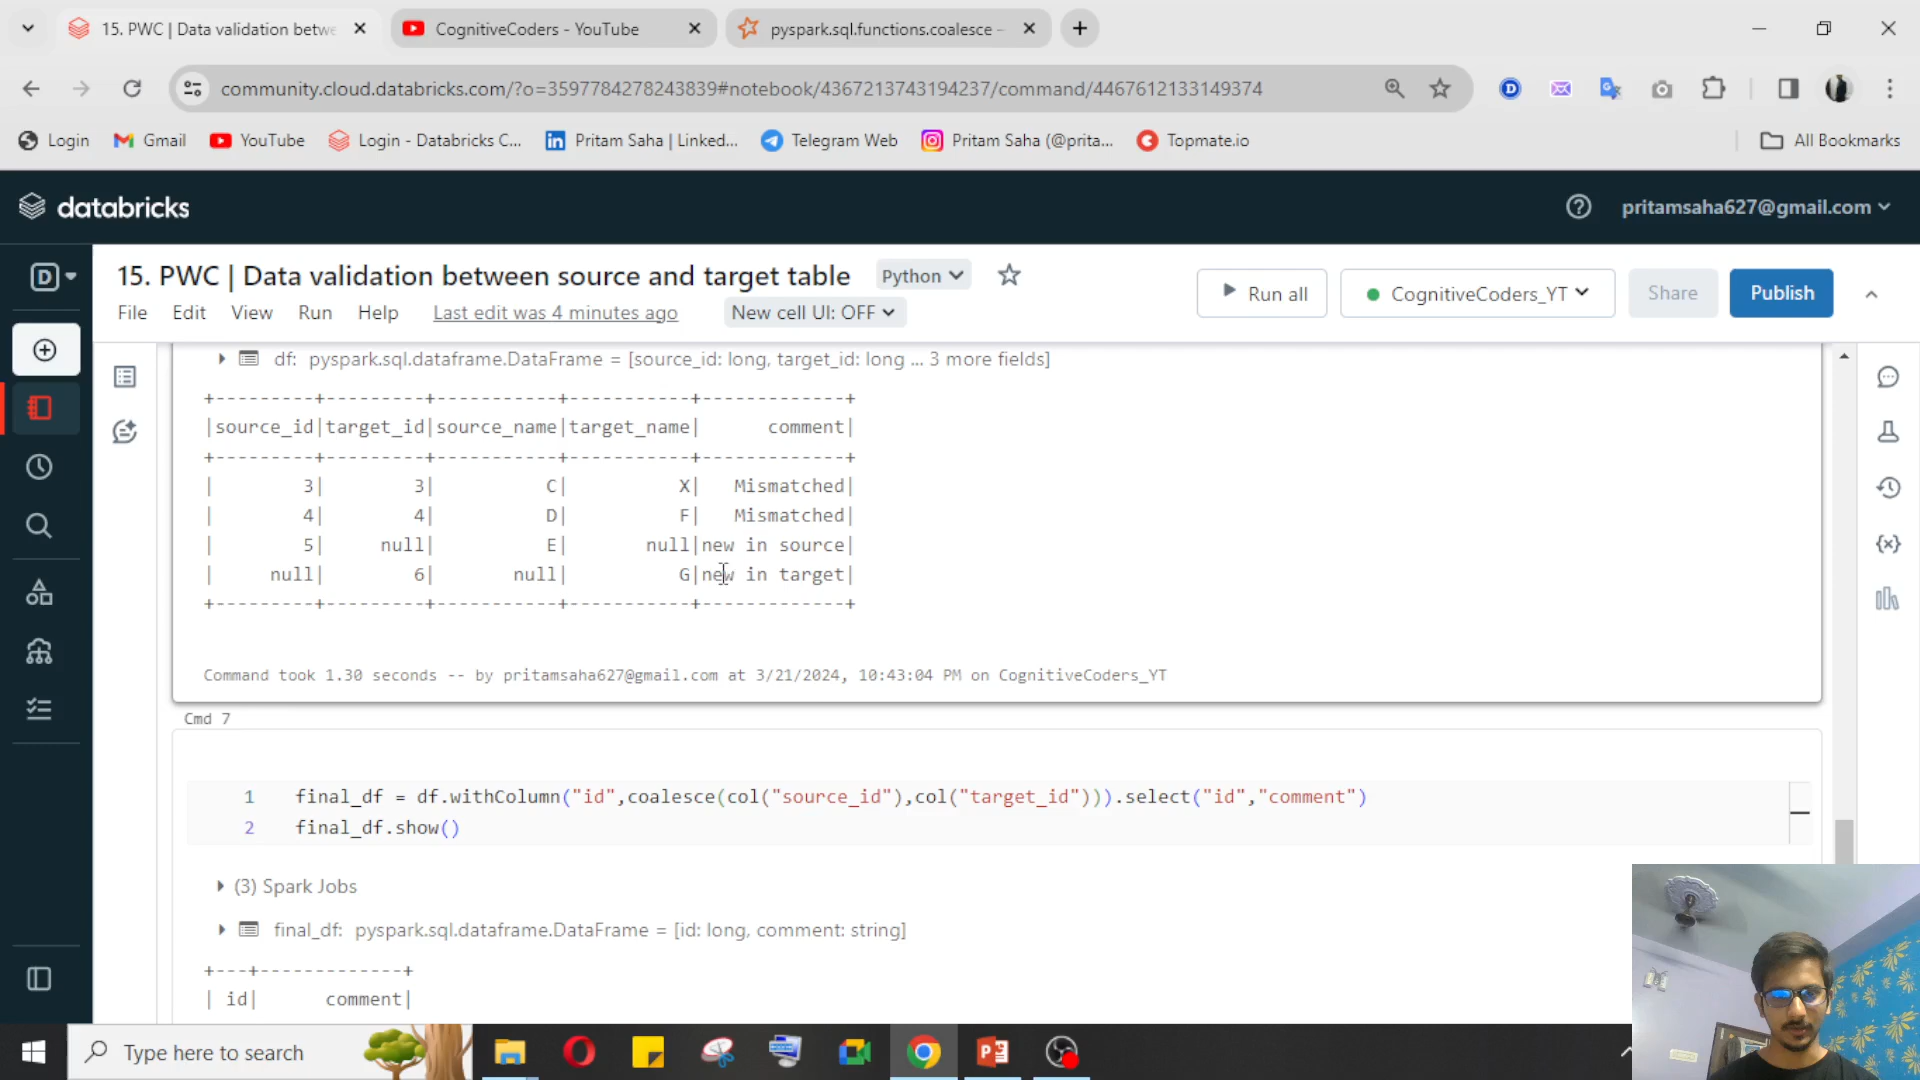 15. PWC | Data validation betwe
CognitiveCoders - YouTube
pyspark.sql.functions.coalesce –
community.cloud.databricks.com/?o=3597784278243839#notebook/4367213743194237/command/4467612133149374
Login
Gmail
YouTube
Login - Databricks C...
Pritam Saha | Linked...
Telegram Web
Pritam Saha (@prita...
Topmate.io
All Bookmarks
databricks
pritamsaha627@gmail.com
D
15. PWC | Data validation between source and target table
Python
Run all
CognitiveCoders_YT
Share
Publish
File Edit View Run Help Last edit was 4 minutes ago New cell UI: OFF
df: pyspark.sql.dataframe.DataFrame = [source_id: long, target_id: long ... 3 more fields]
+---------+---------+-----------+-----------+-------------+
|source_id|target_id|source_name|target_name|      comment|
+---------+---------+-----------+-----------+-------------+
|        3|        3|          C|          X|   Mismatched|
|        4|        4|          D|          F|   Mismatched|
|        5|     null|          E|       null|new in source|
|     null|        6|       null|          G|new in target|
+---------+---------+-----------+-----------+-------------+
Command took 1.30 seconds -- by pritamsaha627@gmail.com at 3/21/2024, 10:43:04 PM on CognitiveCoders_YT
Cmd 7
1 final_df = df.withColumn("id",coalesce(col("source_id"),col("target_id"))).select("id","comment")
2 final_df.show()
(3) Spark Jobs
final_df: pyspark.sql.dataframe.DataFrame = [id: long, comment: string]
+---+-------------+
| id|      comment|
Type here to search